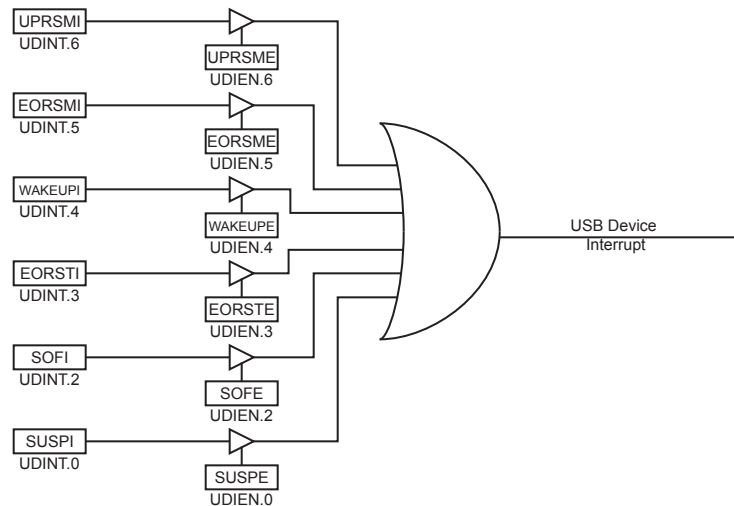 UPRSMI
UDINT.6
UPRSME
UDIEN.6
EORSMI
UDINT.5
EORSME
UDIEN.5
WAKEUPI
UDINT.4
WAKEUPE
UDIEN.4
EORSTI
UDINT.3
EORSTE
UDIEN.3
SOFI
UDINT.2
SOFE
UDIEN.2
SUSPI
UDINT.0
SUSPE
UDIEN.0
USB Device
Interrupt